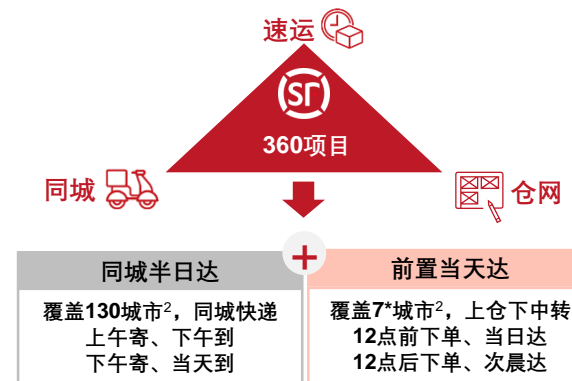 速运
SF
360项目
同城
仓网
+
同城半日达
前置当天达
覆盖130城市2，同城快递
上午寄、下午到
下午寄、当天到
覆盖7*城市2，上仓下中转
12点前下单、当日达
12点后下单、次晨达